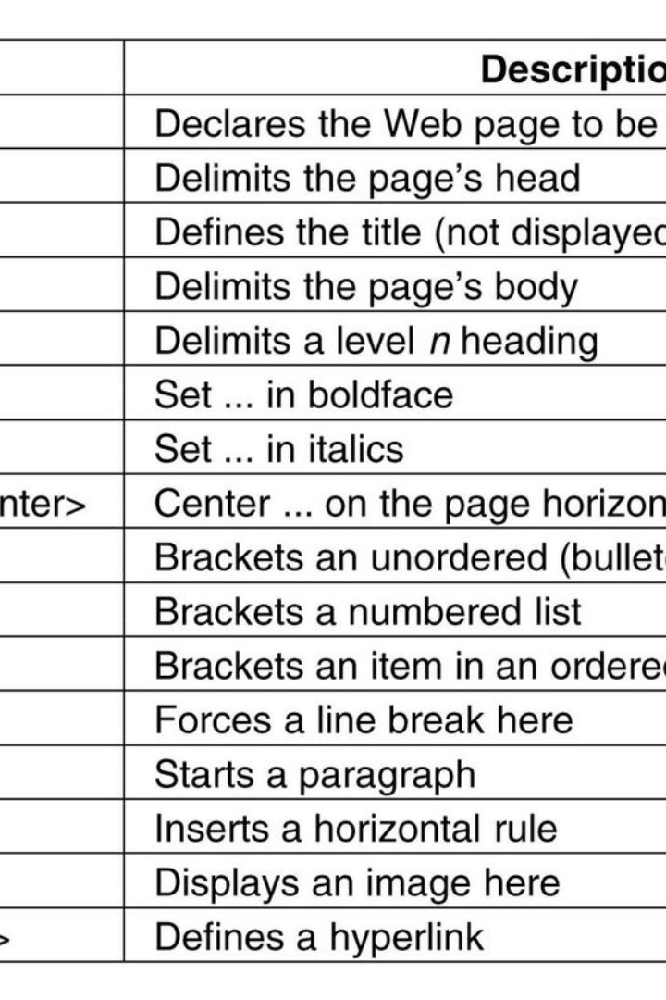 Descriptio
Declares the Web page to be
Delimits the page’s head
Defines the title (not displayed
Delimits the page’s body
Delimits a level n heading
Set ... in boldface
Set ... in italics
nter> Center ... on the page horizon
Brackets an unordered (bullet
Brackets a numbered list
Brackets an item in an ordere
Forces a line break here
Starts a paragraph
Inserts a horizontal rule
Displays an image here
> Defines a hyperlink